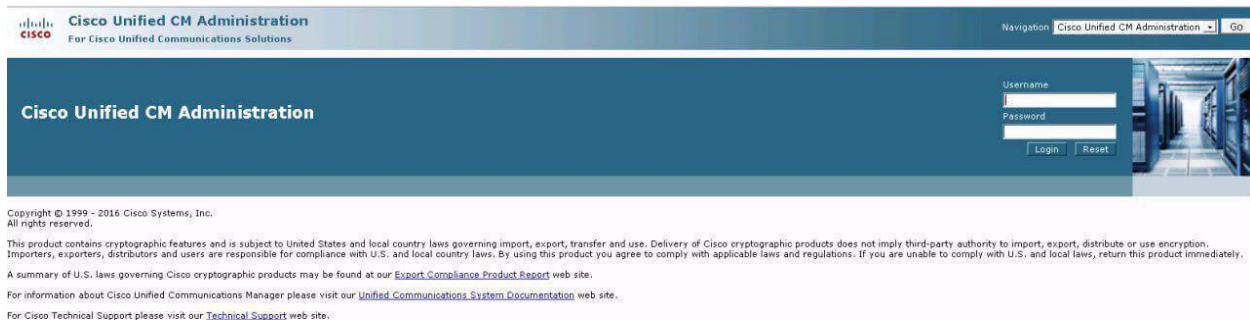 cisco
Cisco Unified CM Administration
For Cisco Unified Communications Solutions
Navigation Cisco Unified CM Administration Go
Cisco Unified CM Administration
Username
Password
Login Reset
Copyright © 1999 - 2016 Cisco Systems, Inc.
All rights reserved.
This product contains cryptographic features and is subject to United States and local country laws governing import, export, transfer and use. Delivery of Cisco cryptographic products does not imply third-party authority to import, export, distribute or use encryption.
Importers, exporters, distributors and users are responsible for compliance with U.S. and local country laws. By using this product you agree to comply with applicable laws and regulations. If you are unable to comply with U.S. and local laws, return this product immediately.
A summary of U.S. laws governing Cisco cryptographic products may be found at our Export Compliance Product Report web site.
For information about Cisco Unified Communications Manager please visit our Unified Communications System Documentation web site.
For Cisco Technical Support please visit our Technical Support web site.